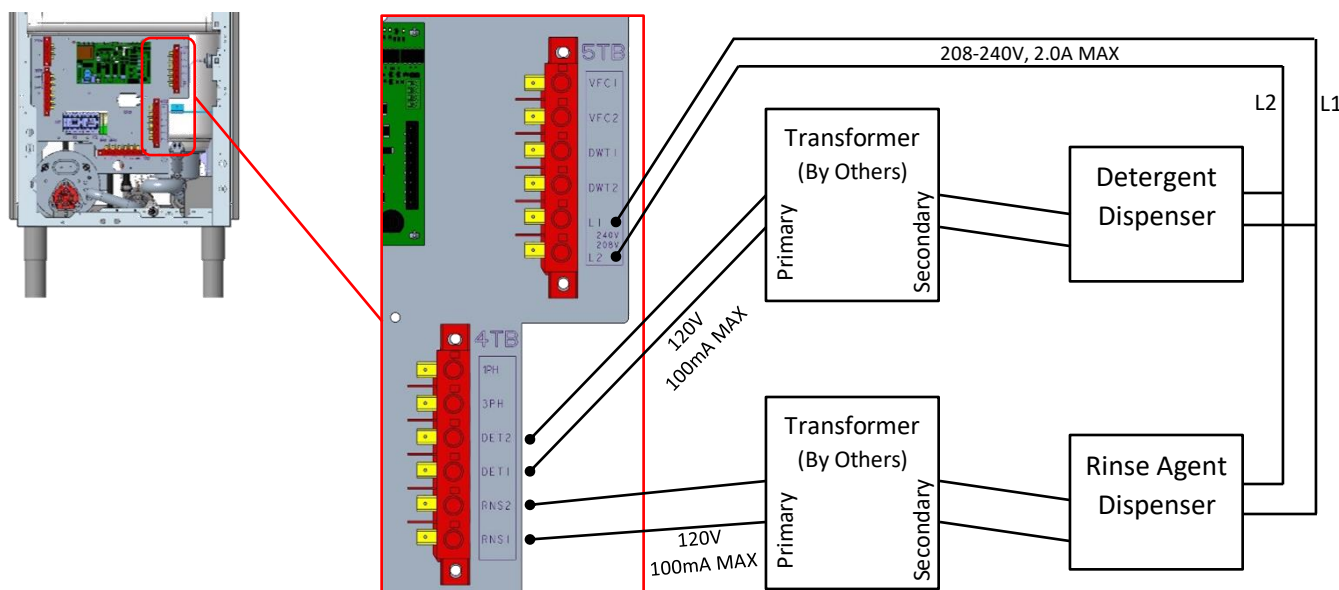 5TB
VFC1
VFC2
DWT1
DWT2
L1
240V
208V
L2
4TB
1PH
3PH
DET2
DET1
RNS2
RNS1
208-240V, 2.0A MAX
L2
L1
Transformer
(By Others)
Primary
Secondary
Detergent
Dispenser
120V
100mA MAX
Transformer
(By Others)
Primary
Secondary
Rinse Agent
Dispenser
120V
100mA MAX